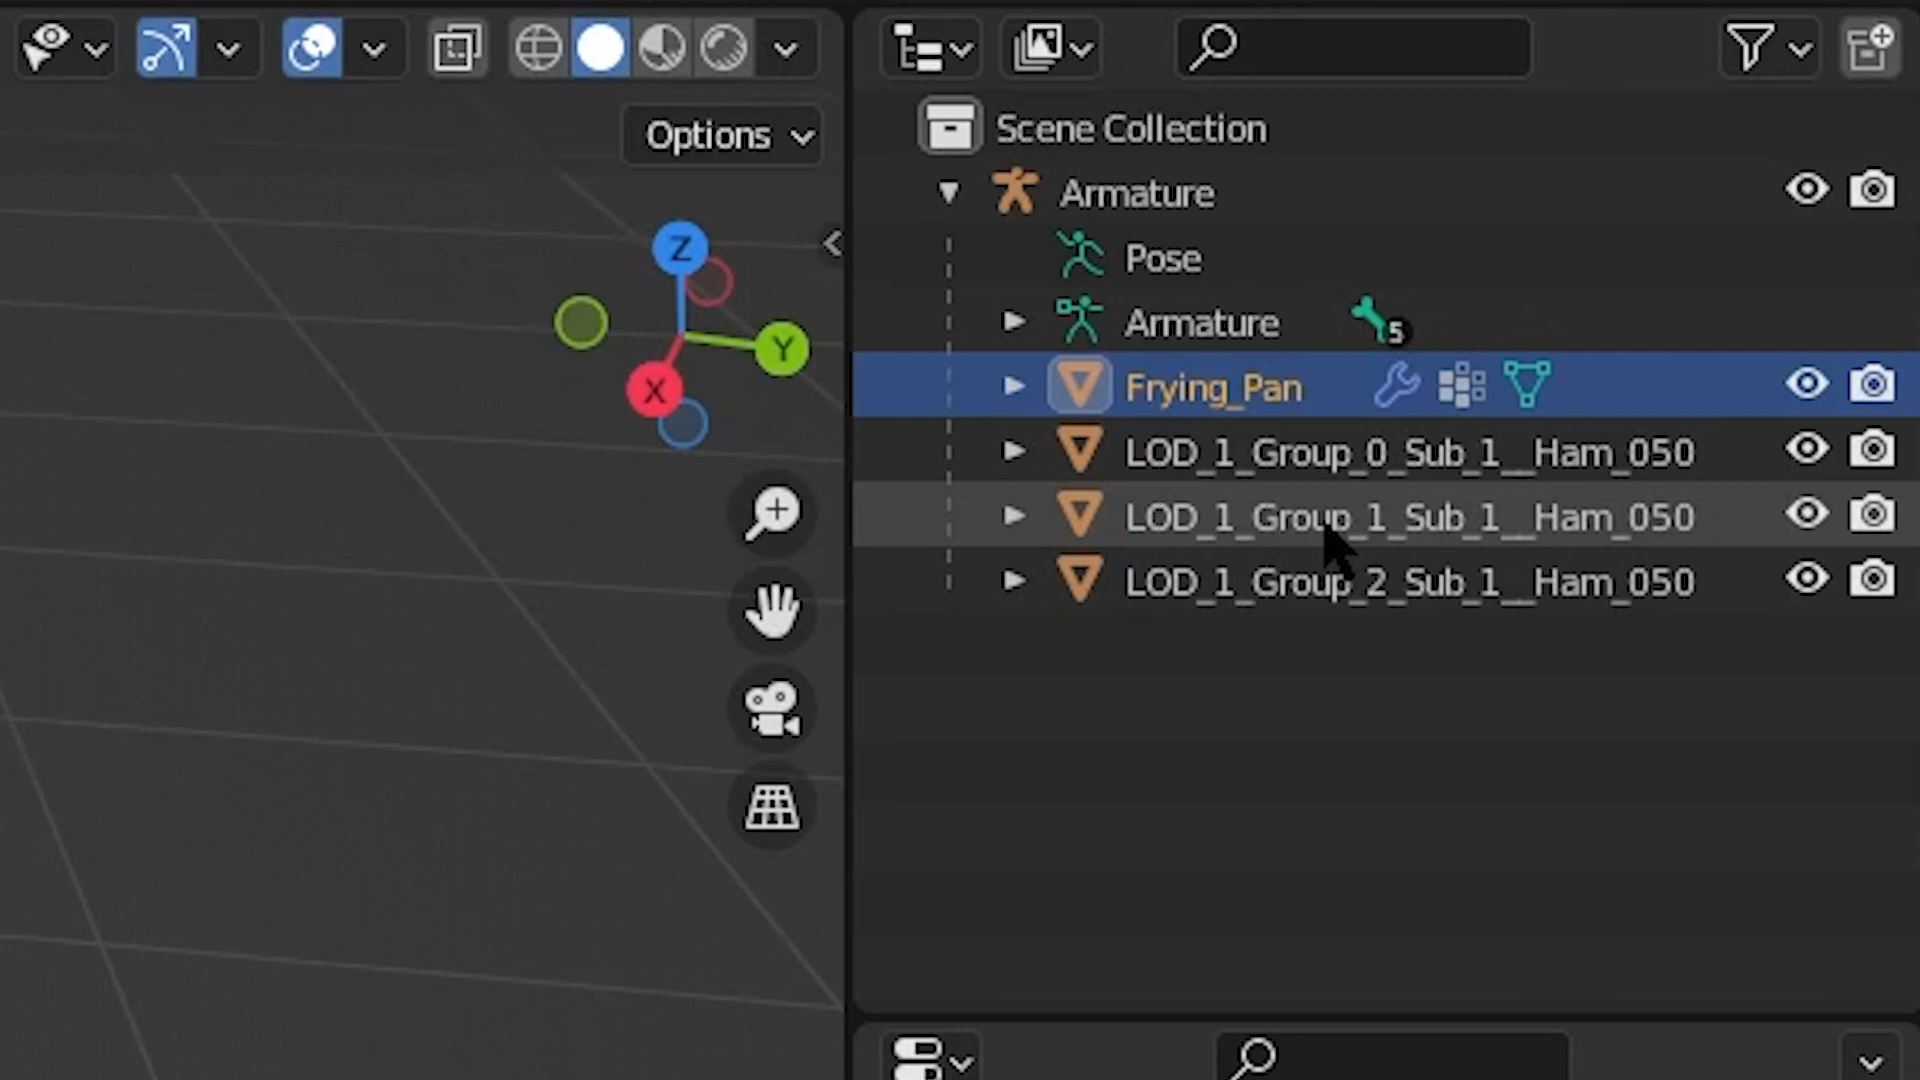 Options
Z
Y
X
Scene Collection
Armature
Pose
Armature 5
Frying_Pan
LOD_1_Group_0_Sub_1__Ham_050
LOD_1_Group_1_Sub_1__Ham_050
LOD_1_Group_2_Sub_1__Ham_050